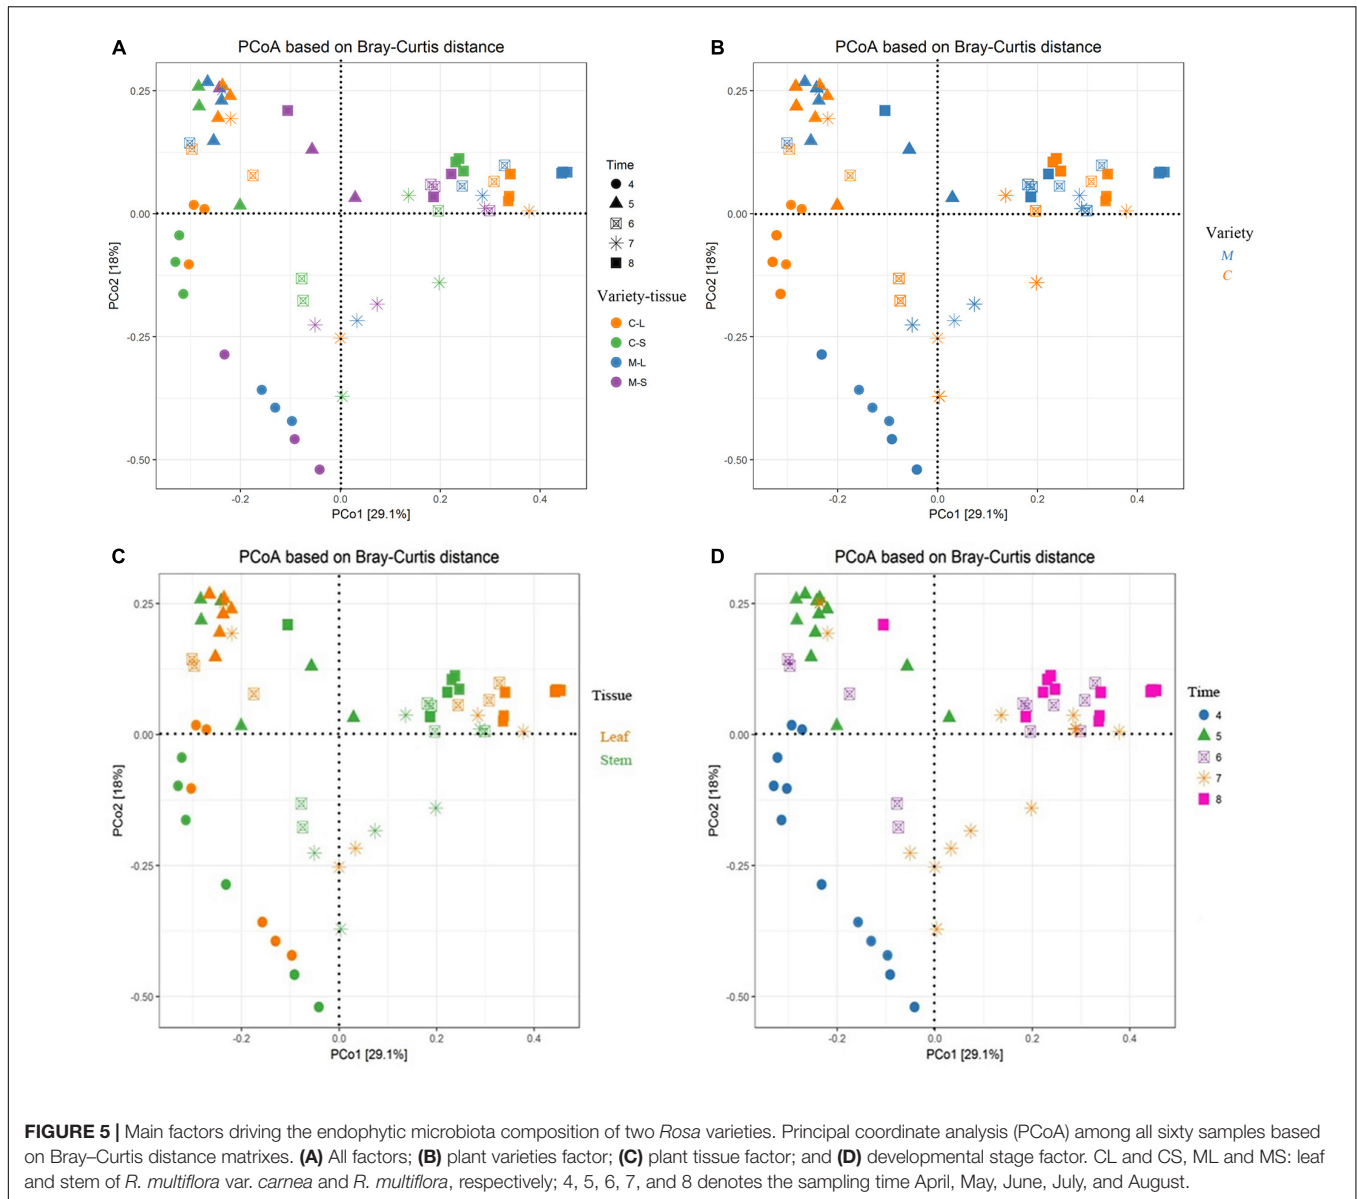 A
PCoA based on Bray-Curtis distance
0.25
0.00
-0.25
-0.50
PCo2 [18%]
-0.2
0.0
0.2
0.4
PCo1 [29.1%]
Time
4
5
6
7
8
Variety-tissue
C-L
C-S
M-L
M-S
B
PCoA based on Bray-Curtis distance
0.25
0.00
-0.25
-0.50
PCo2 [18%]
-0.2
0.0
0.2
0.4
PCo1 [29.1%]
Variety
M
C
C
PCoA based on Bray-Curtis distance
0.25
0.00
-0.25
-0.50
PCo2 [18%]
-0.2
0.0
0.2
0.4
PCo1 [29.1%]
Tissue
Leaf
Stem
D
PCoA based on Bray-Curtis distance
0.25
0.00
-0.25
-0.50
PCo2 [18%]
-0.2
0.0
0.2
0.4
PCo1 [29.1%]
Time
4
5
6
7
8
FIGURE 5 | Main factors driving the endophytic microbiota composition of two Rosa varieties. Principal coordinate analysis (PCoA) among all sixty samples based
on Bray–Curtis distance matrixes. (A) All factors; (B) plant varieties factor; (C) plant tissue factor; and (D) developmental stage factor. CL and CS, ML and MS: leaf
and stem of R. multiflora var. carnea and R. multiflora, respectively; 4, 5, 6, 7, and 8 denotes the sampling time April, May, June, July, and August.